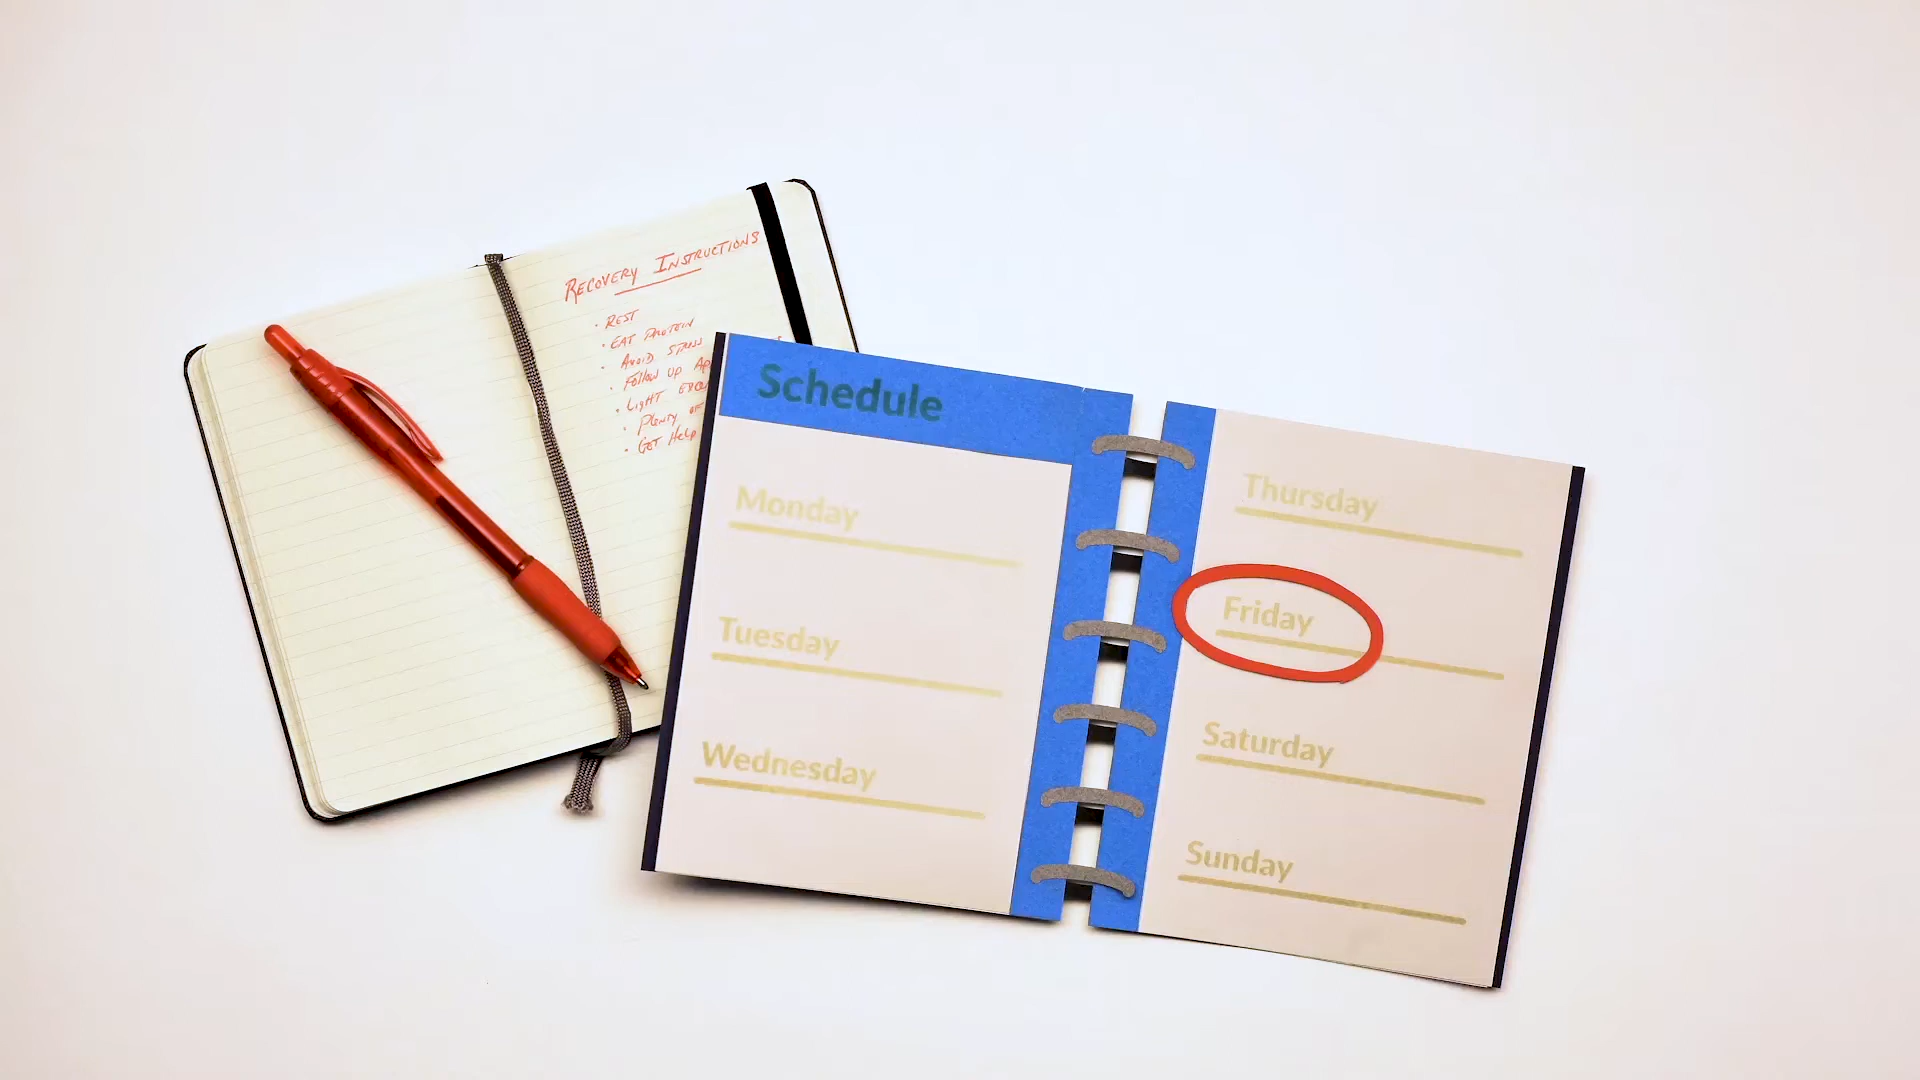 RECOVERY INSTRUCTIONS
• REST
• EAT PROTEIN
AVOID STRESS
• FOLLOW UP
• LIGHT
• PLENTY OF
• GET HELP
Schedule
Monday
Tuesday
Wednesday
Thursday
Friday
Saturday
Sunday